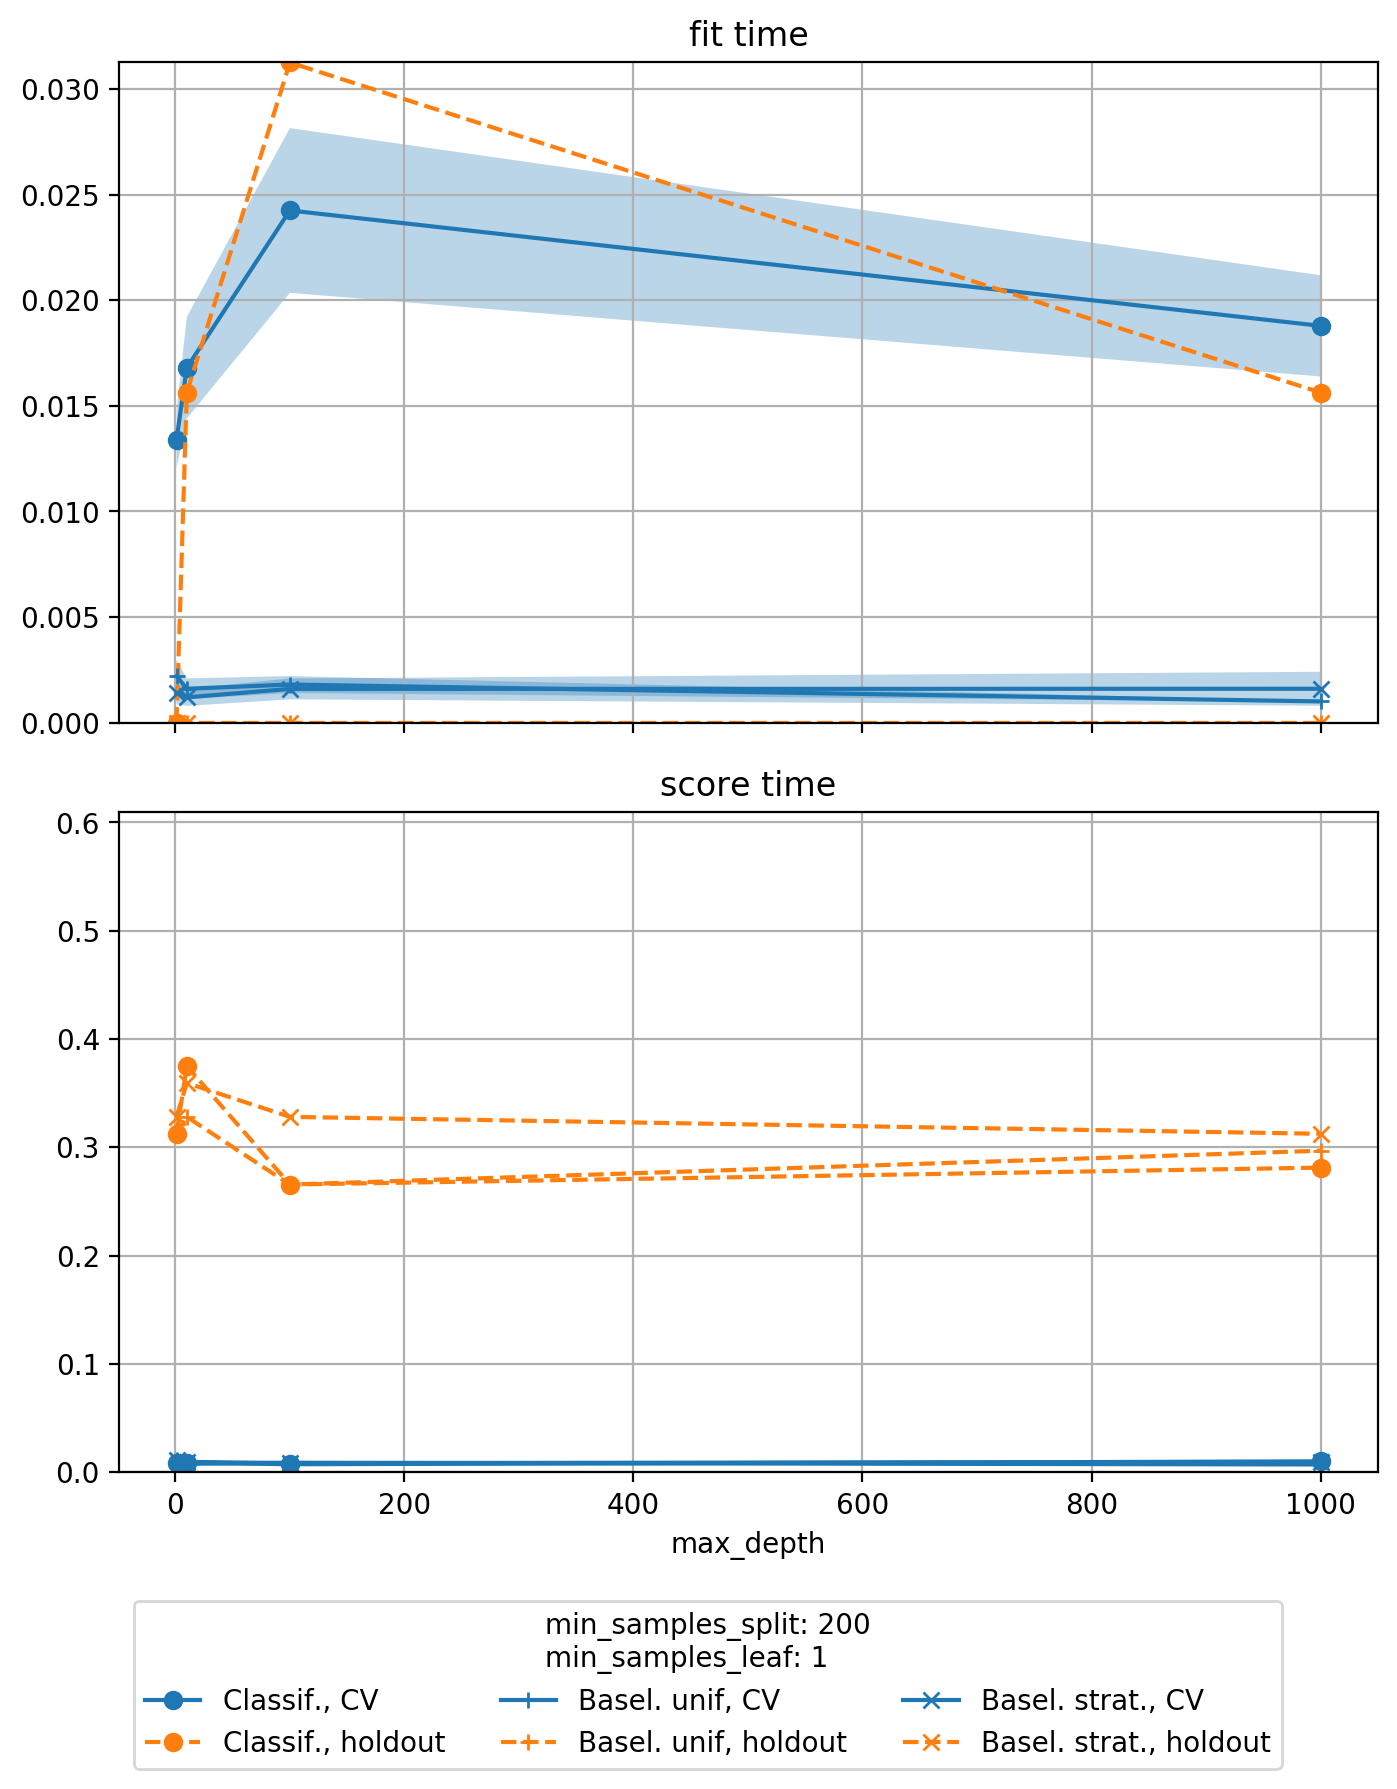 fit time
0.030
0.025
0.020
0.015
0.010
0.005
0.000
score time
0.6
0.5
0.4
0.3
0.2
0.1
0.0
0 200 400 600 800 1000
max_depth
min_samples_split: 200
min_samples_leaf: 1
Classif., CV Basel. unif, CV Basel. strat., CV
Classif., holdout Basel. unif, holdout Basel. strat., holdout